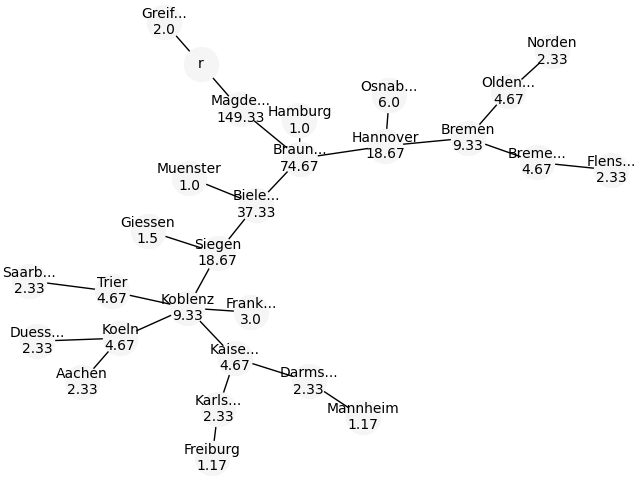 Greif...
2.0
r
Norden
2.33
Magde...
149.33
Hamburg
1.0
Osnab...
6.0
Olden...
4.67
Braun...
74.67
Hannover
18.67
Bremen
9.33
Breme...
4.67
Flens...
2.33
Muenster
1.0
Biele...
37.33
Giessen
1.5
Siegen
18.67
Saarb...
2.33
Trier
4.67
Koblenz
9.33
Frank...
3.0
Duess...
2.33
Koeln
4.67
Kaise...
4.67
Aachen
2.33
Darms...
2.33
Karls...
2.33
Mannheim
1.17
Freiburg
1.17